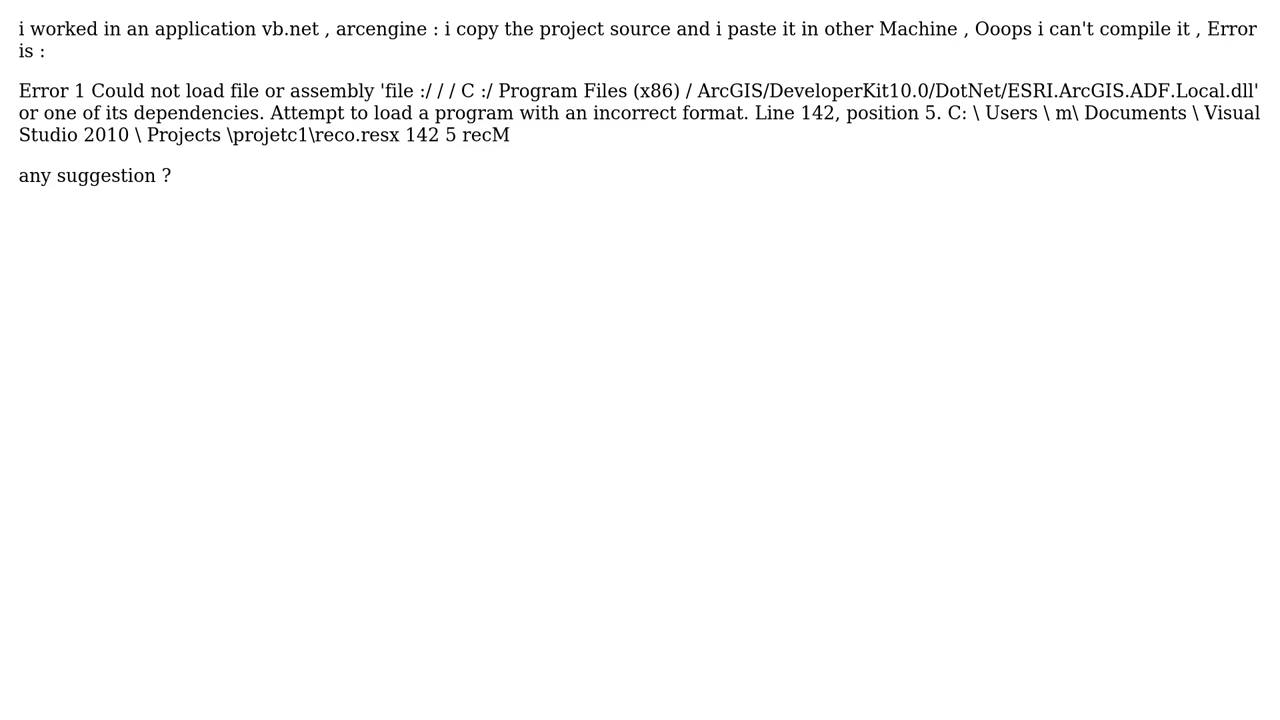 i worked in an application vb.net , arcengine : i copy the project source and i paste it in other Machine , Ooops i can't compile it , Error
is :
Error 1 Could not load file or assembly 'file :/ / / C :/ Program Files (x86) / ArcGIS/DeveloperKit10.0/DotNet/ESRI.ArcGIS.ADF.Local.dll'
or one of its dependencies. Attempt to load a program with an incorrect format. Line 142, position 5. C: \ Users \ m\ Documents \ Visual
Studio 2010 \ Projects \projetc1\reco.resx 142 5 recM
any suggestion ?